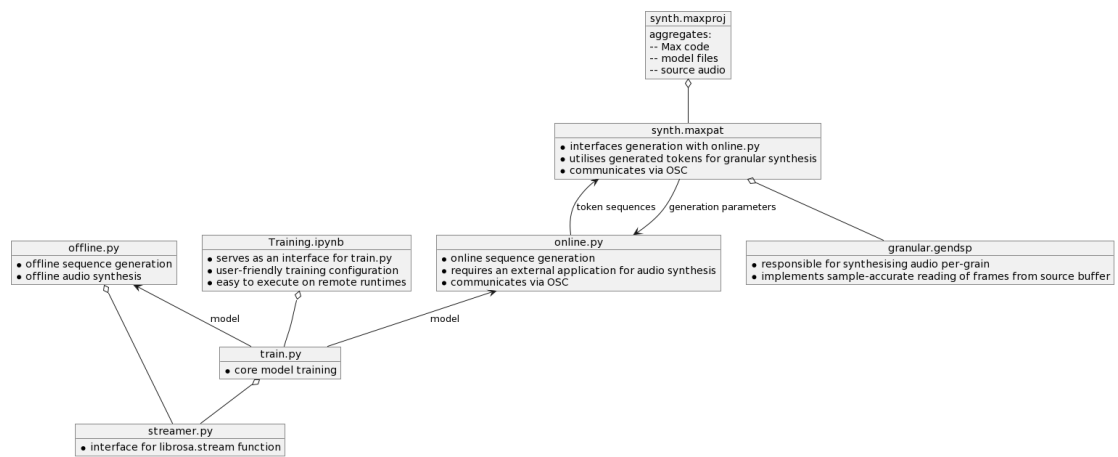 synth.maxproj
aggregates:
-- Max code
-- model files
-- source audio
synth.maxpat
• interfaces generation with online.py
• utilises generated tokens for granular synthesis
• communicates via OSC
token sequences
generation parameters
offline.py
• offline sequence generation
• offline audio synthesis
Training.ipynb
• serves as an interface for train.py
• user-friendly training configuration
• easy to execute on remote runtimes
online.py
• online sequence generation
• requires an external application for audio synthesis
• communicates via OSC
granular.gendsp
• responsible for synthesising audio per-grain
• implements sample-accurate reading of frames from source buffer
model
model
train.py
• core model training
streamer.py
• interface for librosa.stream function